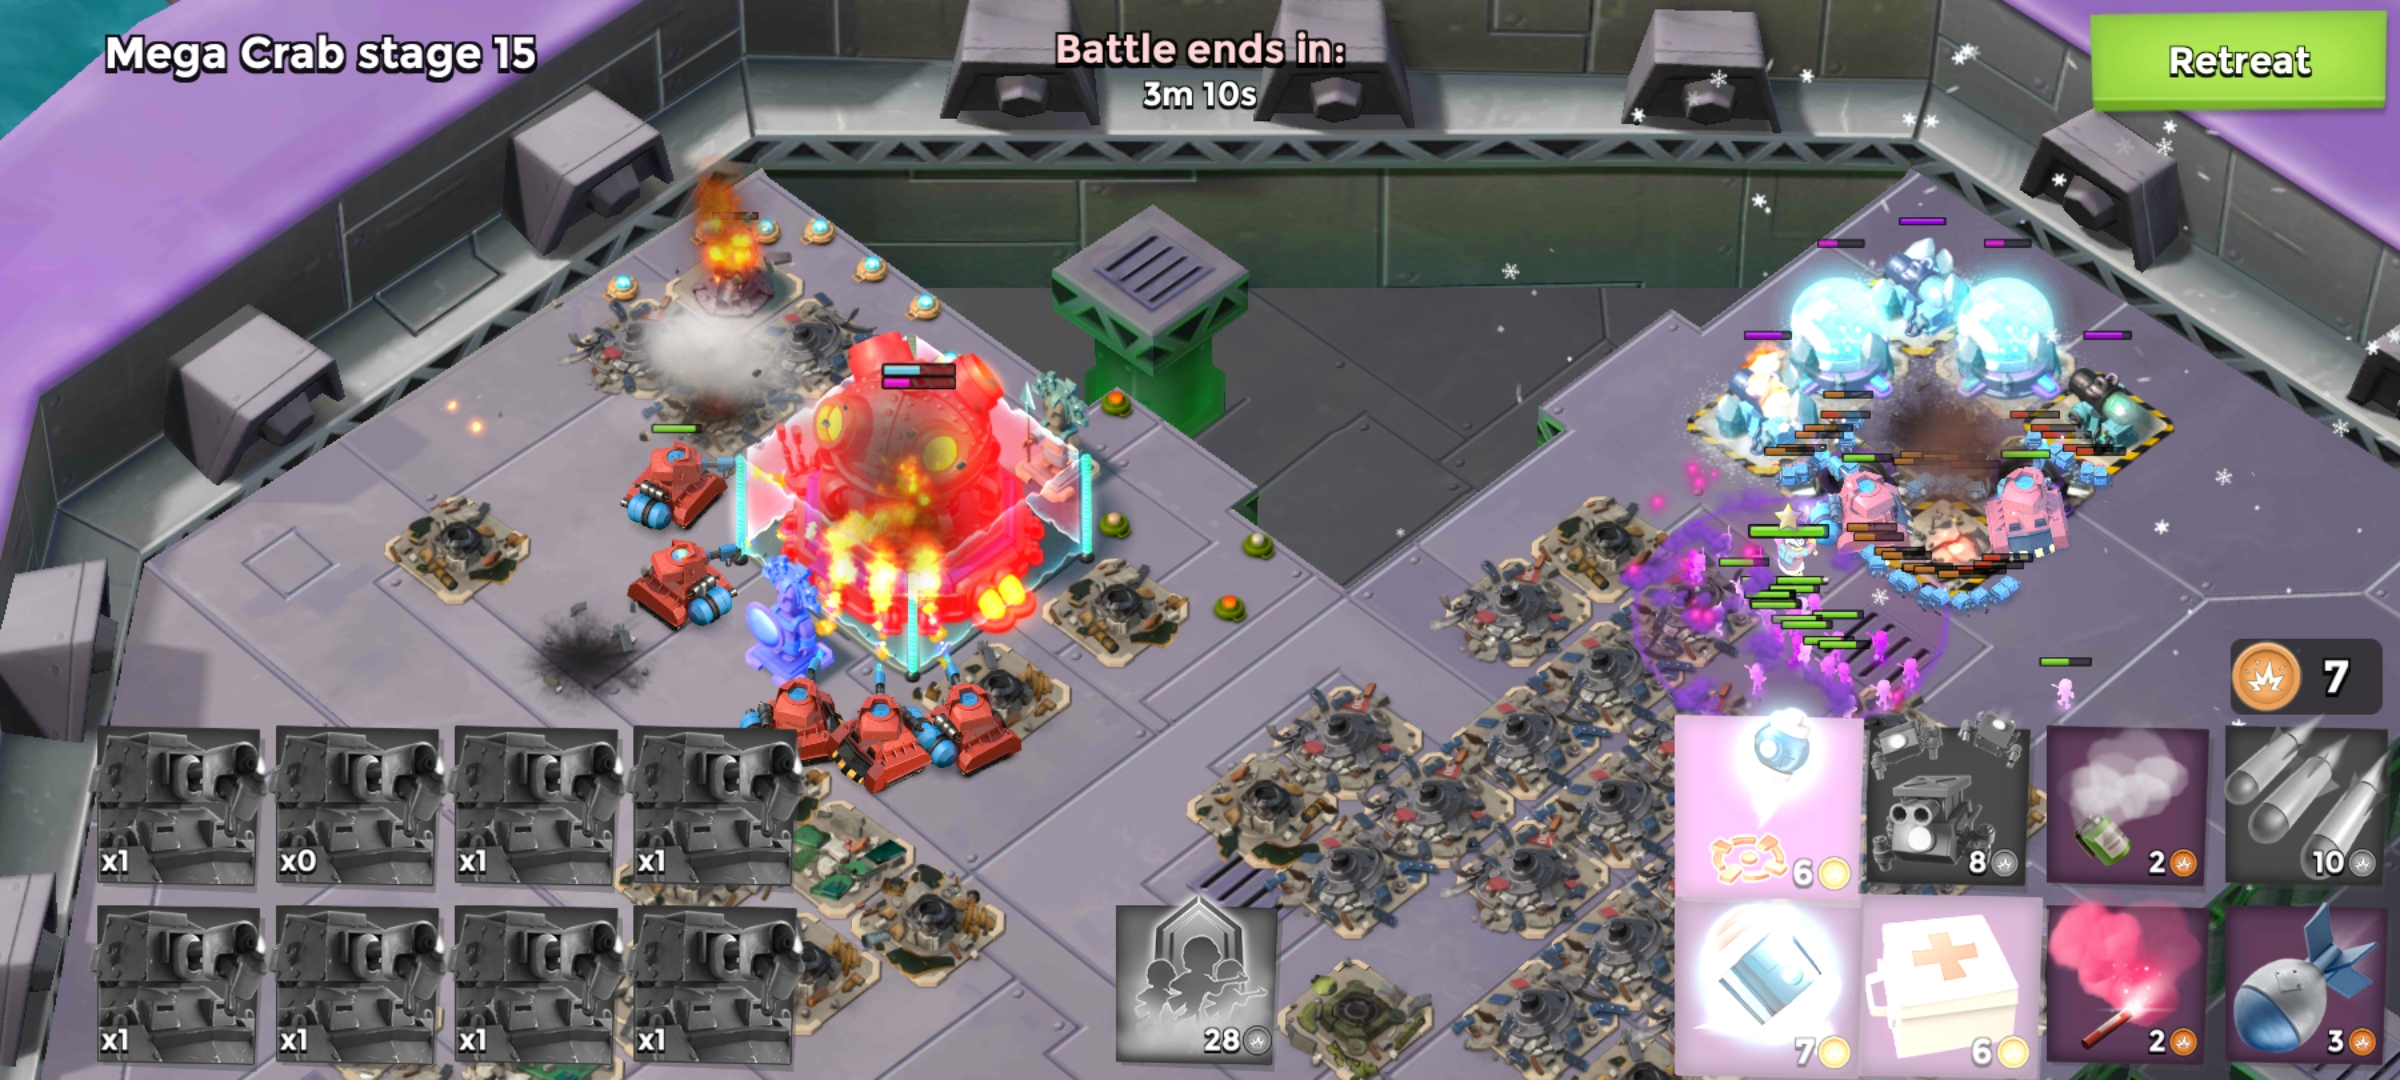 Mega Crab stage 15
Battle ends in:
3m 10s
Retreat
7
x1
x0
x1
x1
6
8
2
10
x1
x1
x1
x1
28
7
6
2
3